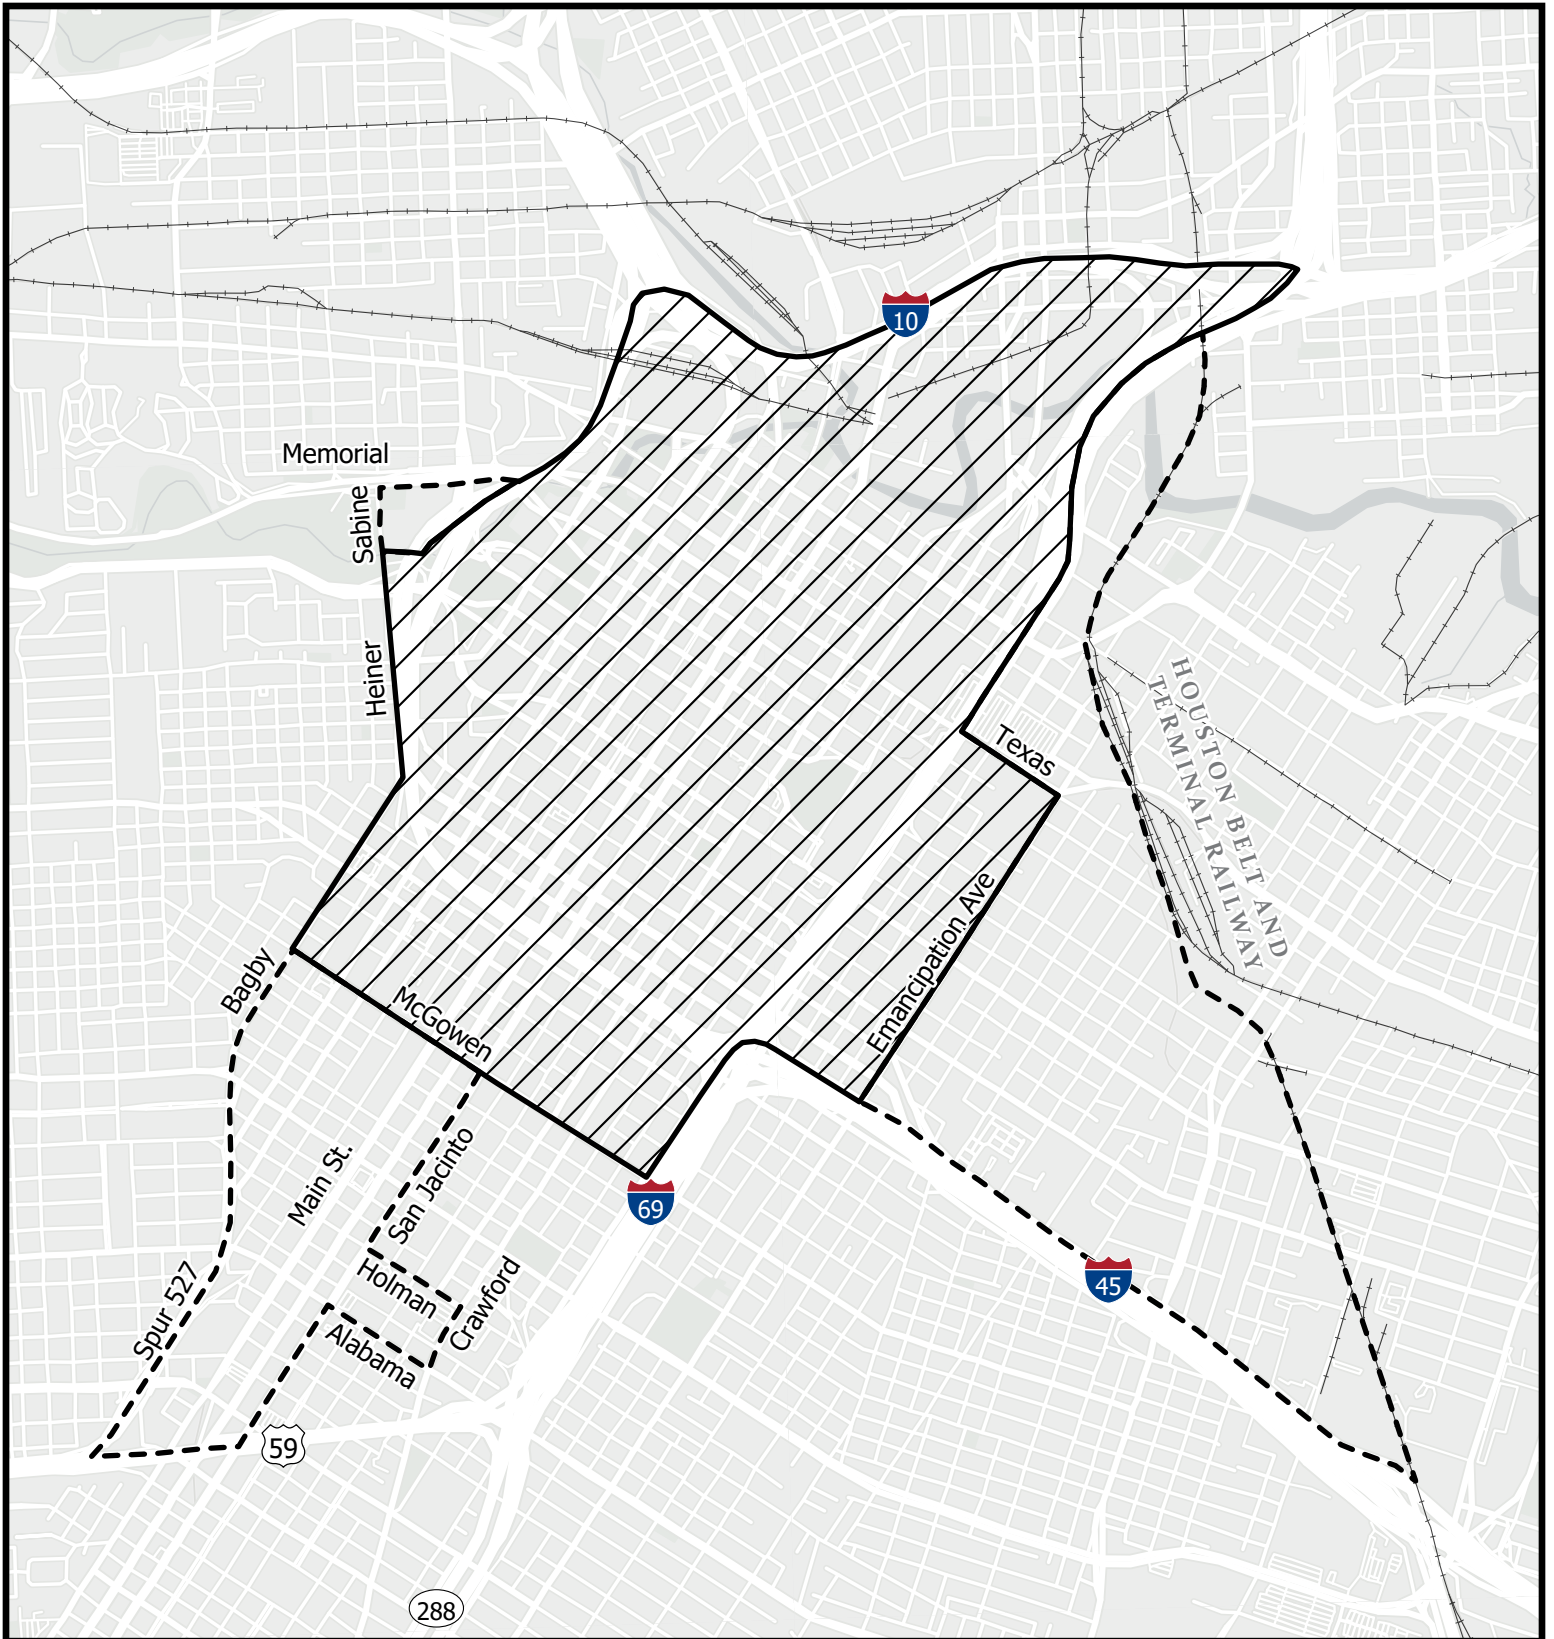 10
Memorial
Sabine
Heiner
Texas
HOUSTON BELT AND
TERMINAL RAILWAY
Emancipation Ave
Bagby
McGowen
Main St.
San Jacinto
69
Holman
Crawford
45
Spur 527
Alabama
59
288